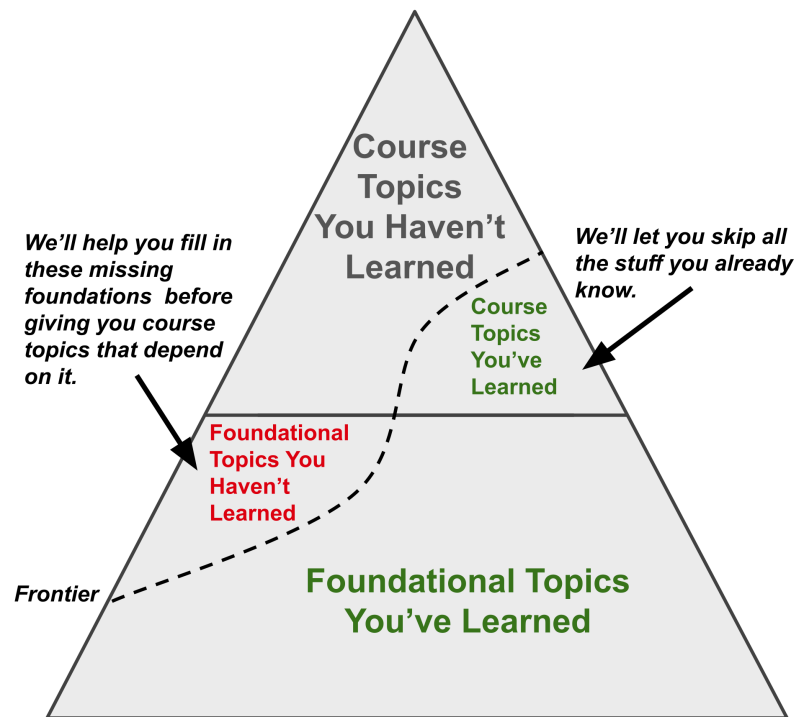 Course
Topics
You Haven't
Learned
We'll help you fill in
these missing
foundations before
giving you course
topics that depend
on it.
We'll let you skip all
the stuff you already
know.
Course
Topics
You've
Learned
Foundational
Topics You
Haven't
Learned
Frontier
Foundational Topics
You've Learned